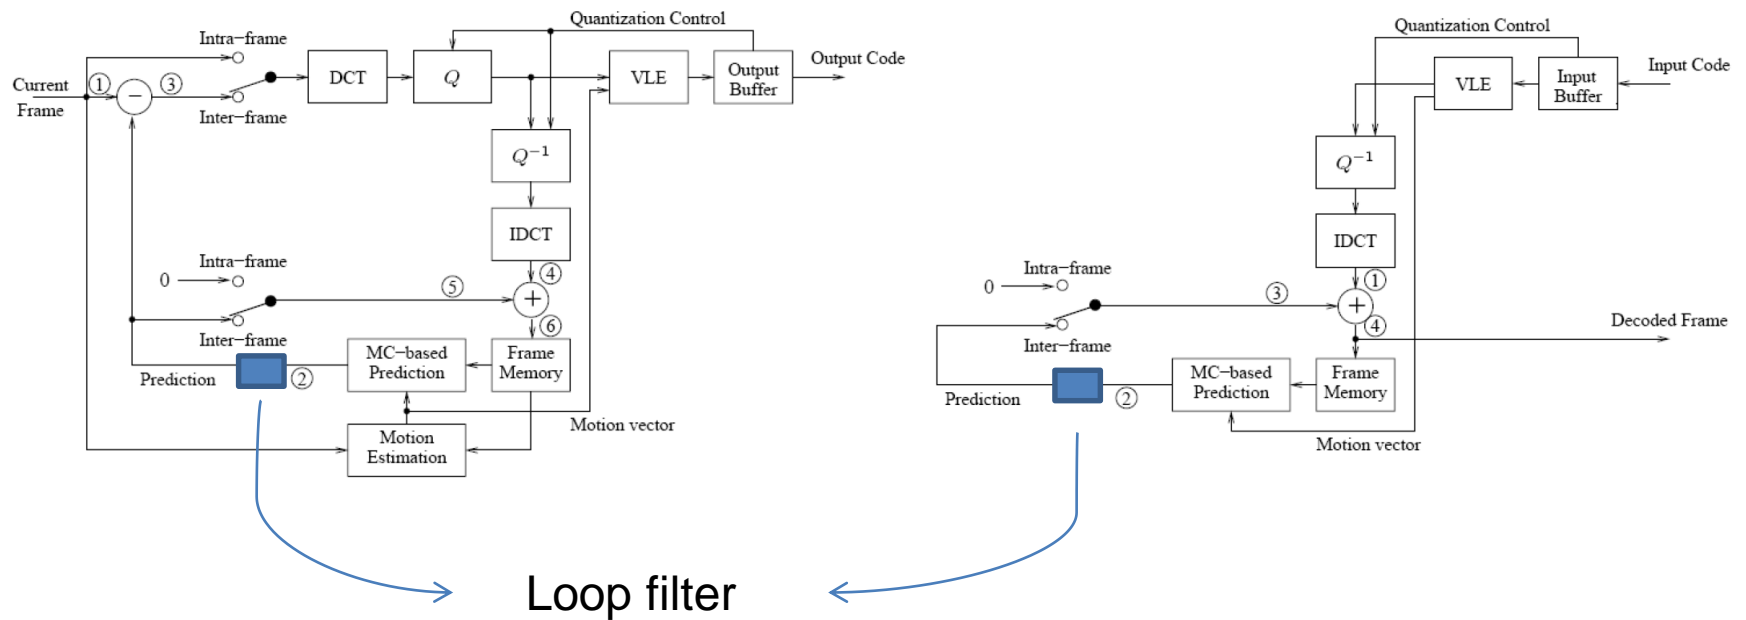 Quantization Control
Intra-frame
Current
Frame
①
−
③
Inter-frame
DCT
Q
VLE
Output
Buffer
Output Code
Q⁻¹
IDCT
④
0
Intra-frame
⑤
+
⑥
Inter-frame
Prediction
②
MC-based
Prediction
Frame
Memory
Motion vector
Motion
Estimation
Quantization Control
VLE
Input
Buffer
Input Code
Q⁻¹
IDCT
①
0
Intra-frame
③
+
④
Decoded Frame
Inter-frame
Prediction
②
MC-based
Prediction
Frame
Memory
Motion vector
Loop filter